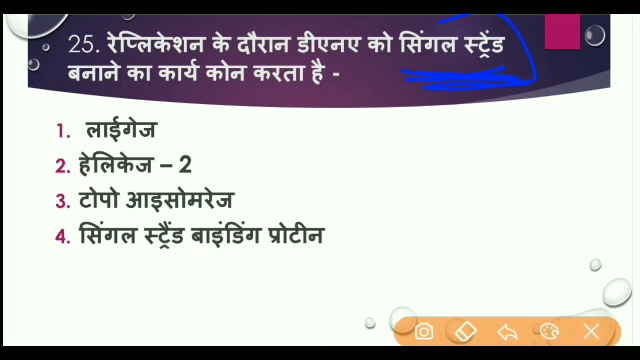 25. रेप्लिकेशन के दौरान डीएनए को सिंगल स्ट्रेंड
बनाने का कार्य कोन करता है -
1. लाईगेज
2. हेलिकेज – 2
3. टोपो आइसोमरेज
4. सिंगल स्ट्रैंड बाइंडिंग प्रोटीन